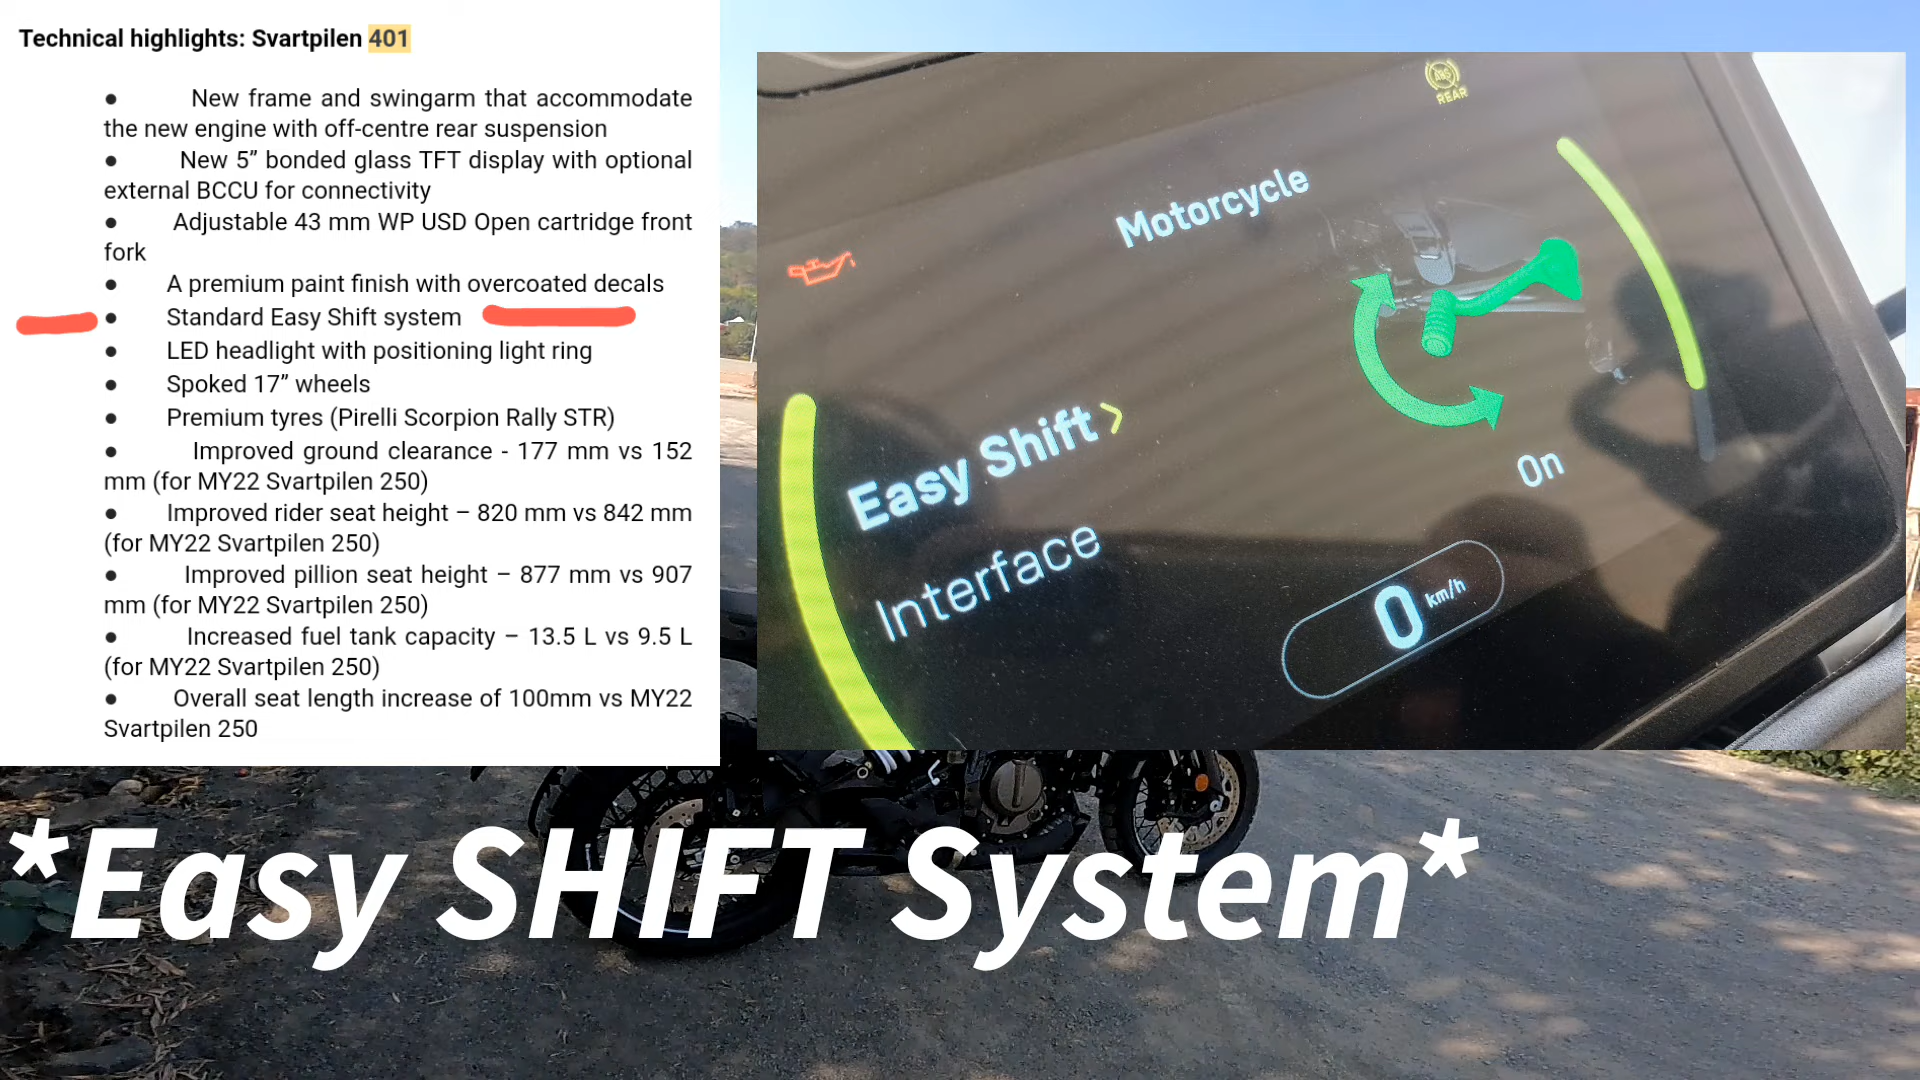 Technical highlights: Svartpilen 401
● New frame and swingarm that accommodate
the new engine with off-centre rear suspension
● New 5” bonded glass TFT display with optional
external BCCU for connectivity
● Adjustable 43 mm WP USD Open cartridge front
fork
● A premium paint finish with overcoated decals
● Standard Easy Shift system
● LED headlight with positioning light ring
● Spoked 17” wheels
● Premium tyres (Pirelli Scorpion Rally STR)
● Improved ground clearance - 177 mm vs 152
mm (for MY22 Svartpilen 250)
● Improved rider seat height – 820 mm vs 842 mm
(for MY22 Svartpilen 250)
● Improved pillion seat height – 877 mm vs 907
mm (for MY22 Svartpilen 250)
● Increased fuel tank capacity – 13.5 L vs 9.5 L
(for MY22 Svartpilen 250)
● Overall seat length increase of 100mm vs MY22
Svartpilen 250
ABS
REAR
Motorcycle
Easy Shift >
On
Interface
0 km/h
*Easy SHIFT System*